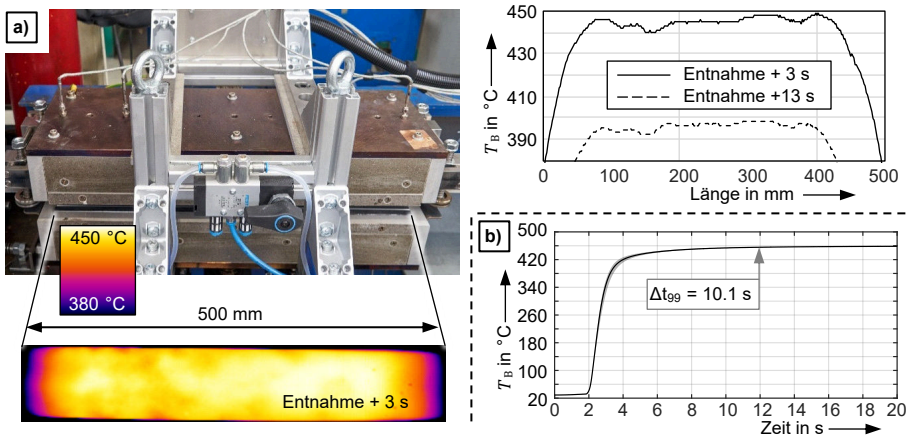 a)
450 °C
380 °C
500 mm
Entnahme + 3 s
450
430
410
390
T_B in °C
Entnahme + 3 s
Entnahme +13 s
0 100 200 300 400 500
Länge in mm
b)
500
420
340
260
180
100
20
T_B in °C
Δt₉₉ = 10.1 s
0 2 4 6 8 10 12 14 16 18 20
Zeit in s